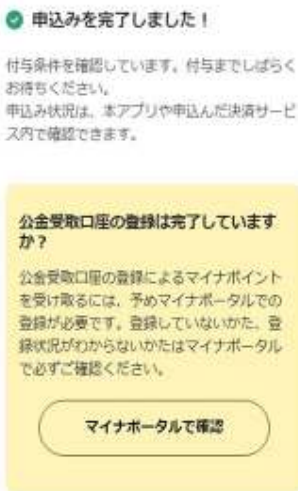 申込みを完了しました！
付与条件を確認しています。付与までしばらく
お待ちください。
申込み状況は、本アプリや申込んだ決済サービ
ス内で確認できます。
公金受取口座の登録は完了しています
か？
公金受取口座の登録によるマイナポイント
を受け取るには、予めマイナポータルでの
登録が必要です。登録していないかた、登
録状況がわからないかたはマイナポータル
で必ずご確認ください。
マイナポータルで確認